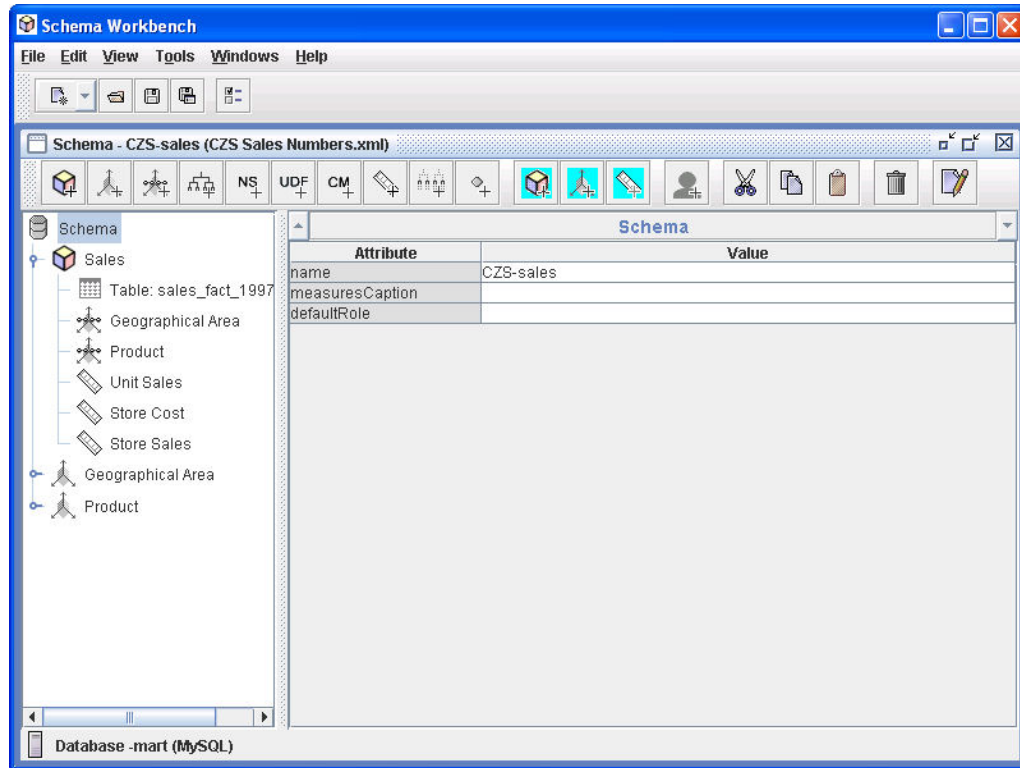 Schema Workbench
File Edit View Tools Windows Help
Schema - CZS-sales (CZS Sales Numbers.xml)
NS UDF CM
Schema
Schema
Attribute Value
Sales
name CZS-sales
Table: sales_fact_1997
measuresCaption
defaultRole
Geographical Area
Product
Unit Sales
Store Cost
Store Sales
Geographical Area
Product
Database -mart (MySQL)